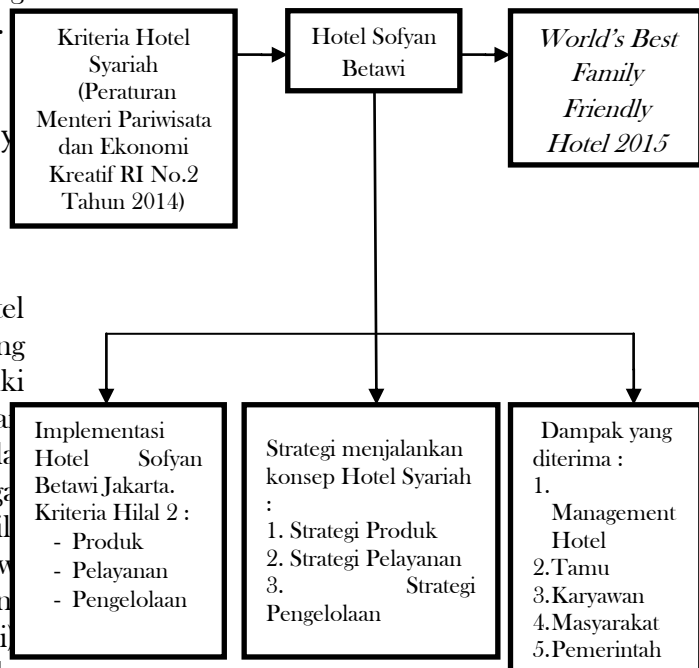 Kriteria Hotel
Syariah
(Peraturan
Menteri Pariwisata
dan Ekonomi
Kreatif RI No.2
Tahun 2014)
Hotel Sofyan
Betawi
World's Best
Family
Friendly
Hotel 2015
Implementasi
Hotel Sofyan
Betawi Jakarta.
Kriteria Hilal 2 :
- Produk
- Pelayanan
- Pengelolaan
Strategi menjalankan
konsep Hotel Syariah
:
1. Strategi Produk
2. Strategi Pelayanan
3. Strategi
Pengelolaan
Dampak yang
diterima :
1.
Management
Hotel
2.Tamu
3.Karyawan
4.Masyarakat
5.Pemerintah